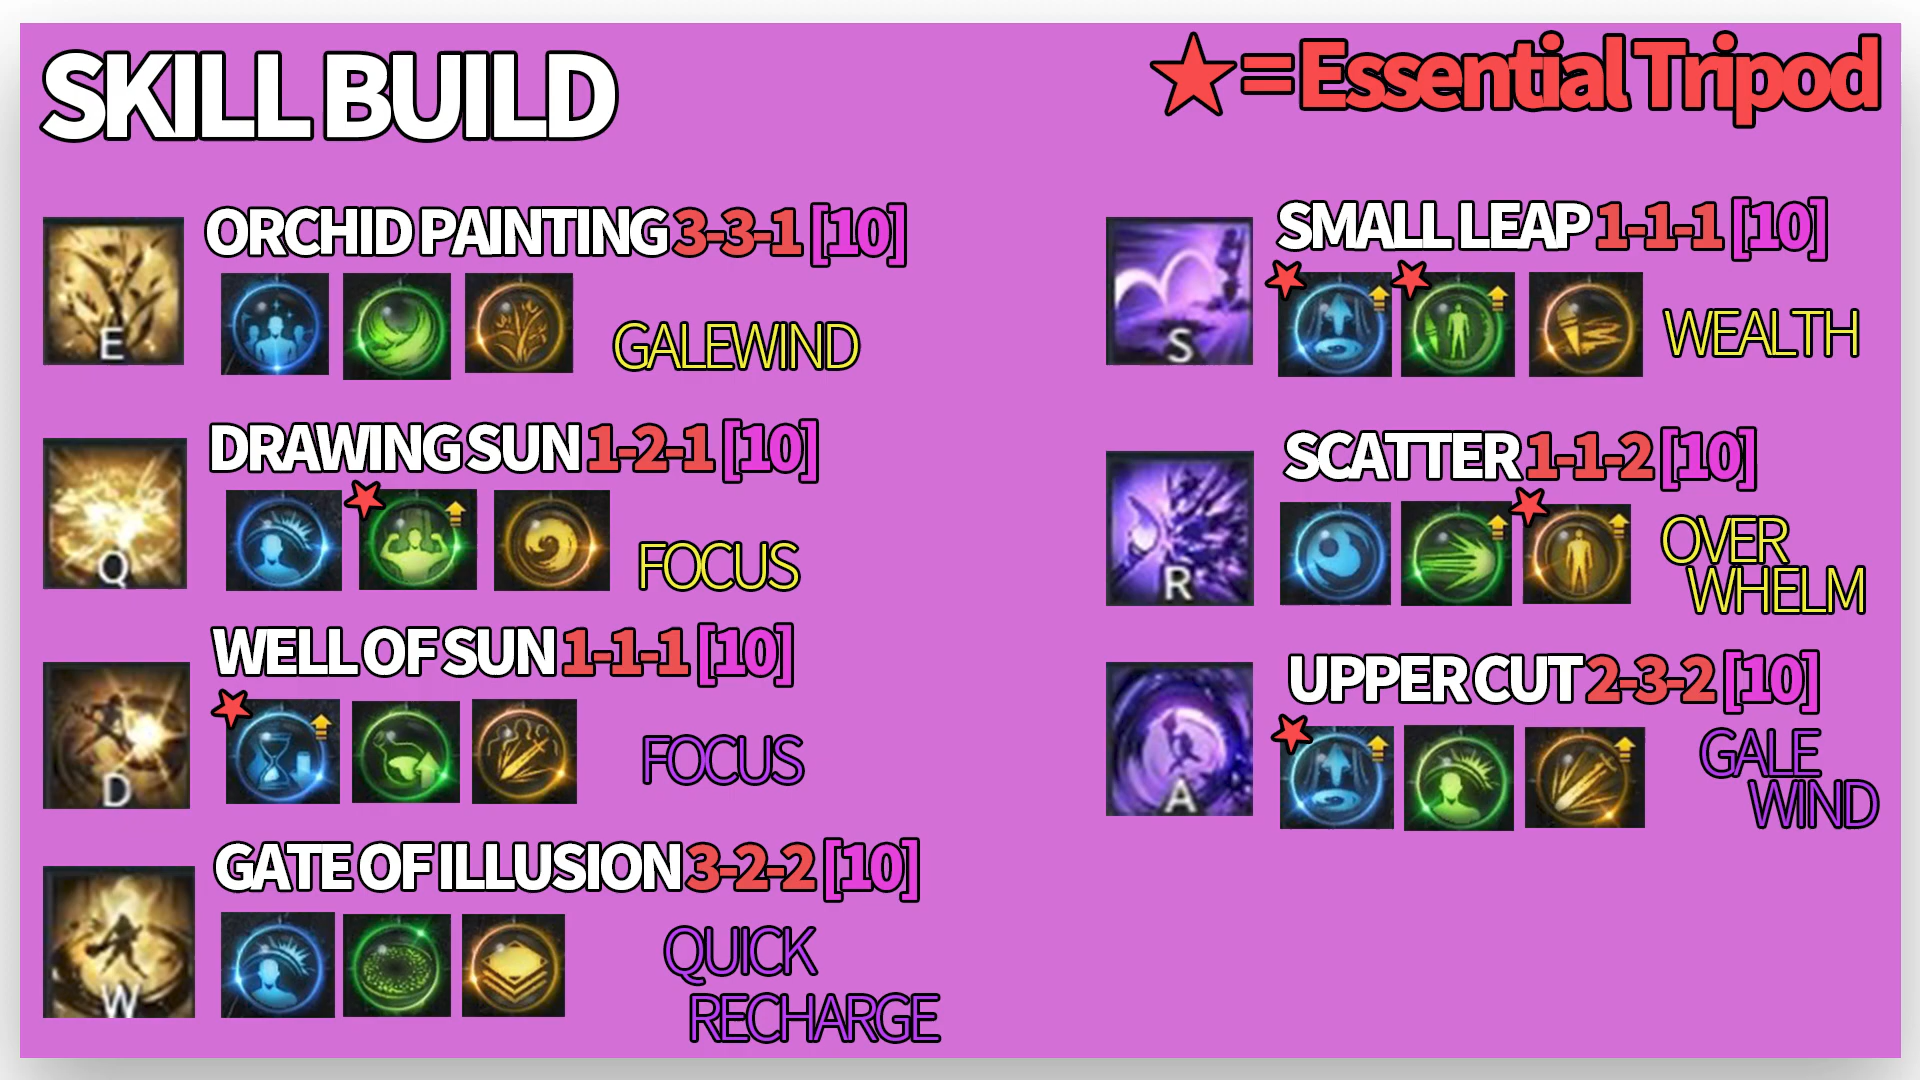 SKILL BUILD
★=Essential Tripod
ORCHID PAINTING 3-3-1 [10]
E
GALEWIND
DRAWING SUN 1-2-1 [10]
Q
FOCUS
WELL OF SUN 1-1-1 [10]
D
FOCUS
GATE OF ILLUSION 3-2-2 [10]
W
QUICK
RECHARGE
SMALL LEAP 1-1-1 [10]
S
WEALTH
SCATTER 1-1-2 [10]
R
OVER
WHELM
UPPER CUT 2-3-2 [10]
A
GALE
WIND